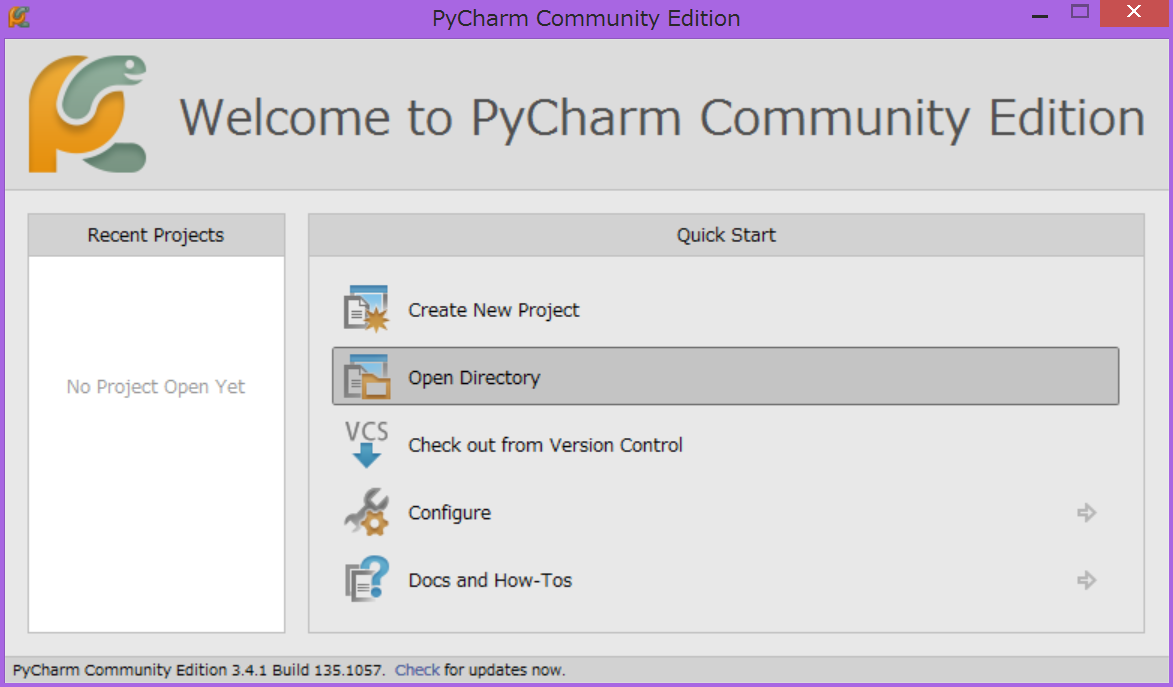 PyCharm Community Edition
Welcome to PyCharm Community Edition
Recent Projects
No Project Open Yet
Quick Start
Create New Project
Open Directory
VCS
Check out from Version Control
Configure
Docs and How-Tos
PyCharm Community Edition 3.4.1 Build 135.1057. Check for updates now.